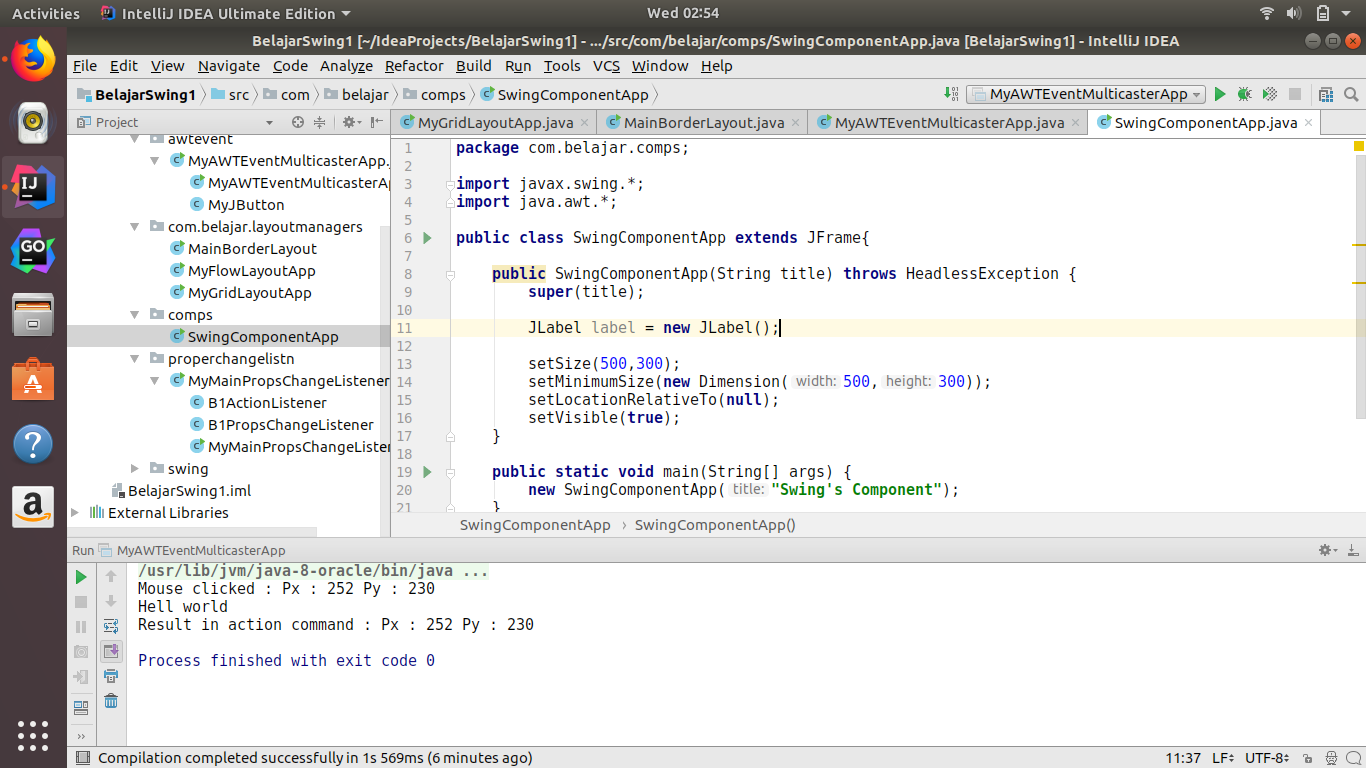 Activities IntelliJ IDEA Ultimate Edition Wed 02:54
BelajarSwing1 [~/IdeaProjects/BelajarSwing1] - .../src/com/belajar/comps/SwingComponentApp.java [BelajarSwing1] - IntelliJ IDEA
File Edit View Navigate Code Analyze Refactor Build Run Tools VCS Window Help
BelajarSwing1 src com belajar comps SwingComponentApp MyAWTEventMulticasterApp
Project
awtevent
MyAWTEventMulticasterApp.
MyAWTEventMulticasterAp
MyJButton
com.belajar.layoutmanagers
MainBorderLayout
MyFlowLayoutApp
MyGridLayoutApp
comps
SwingComponentApp
properchangelistn
MyMainPropsChangeListener
B1ActionListener
B1PropsChangeListener
MyMainPropsChangeListen
swing
BelajarSwing1.iml
External Libraries
MyGridLayoutApp.java MainBorderLayout.java MyAWTEventMulticasterApp.java SwingComponentApp.java
1 package com.belajar.comps;
2
3 import javax.swing.*;
4 import java.awt.*;
5
6 public class SwingComponentApp extends JFrame{
7
8 public SwingComponentApp(String title) throws HeadlessException {
9 super(title);
10
11 JLabel label = new JLabel();
12
13 setSize(500,300);
14 setMinimumSize(new Dimension( width: 500, height: 300));
15 setLocationRelativeTo(null);
16 setVisible(true);
17 }
18
19 public static void main(String[] args) {
20 new SwingComponentApp( title: "Swing's Component");
21 }
SwingComponentApp › SwingComponentApp()
Run MyAWTEventMulticasterApp
/usr/lib/jvm/java-8-oracle/bin/java ...
Mouse clicked : Px : 252 Py : 230
Hell world
Result in action command : Px : 252 Py : 230
Process finished with exit code 0
Compilation completed successfully in 1s 569ms (6 minutes ago) 11:37 LF UTF-8
IJ
GO
A
?
a